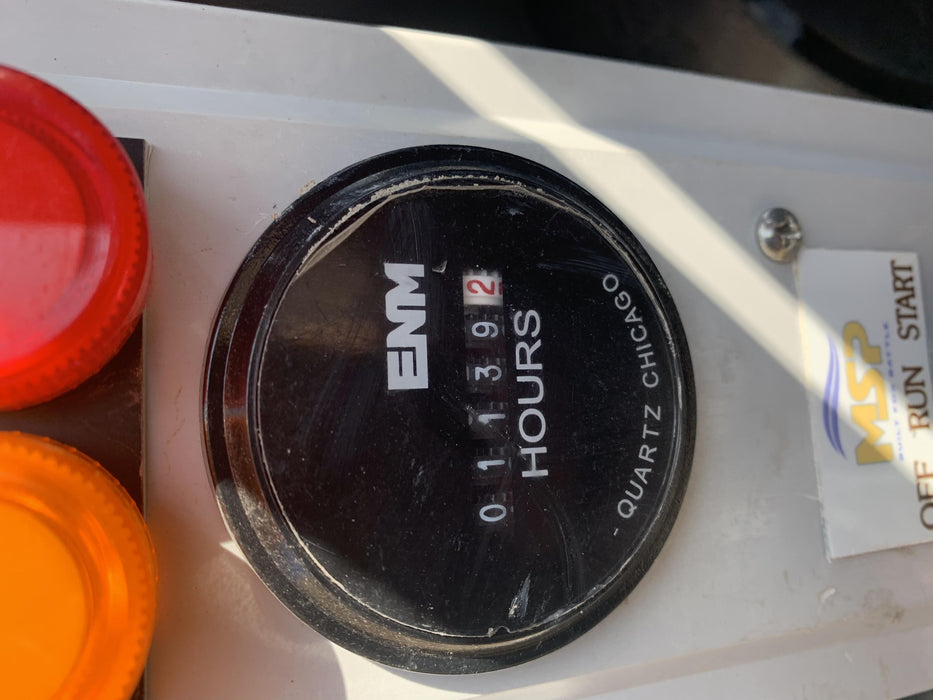 ENM
011392
HOURS
- QUARTZ CHICAGO
MSP
OFF RUN START